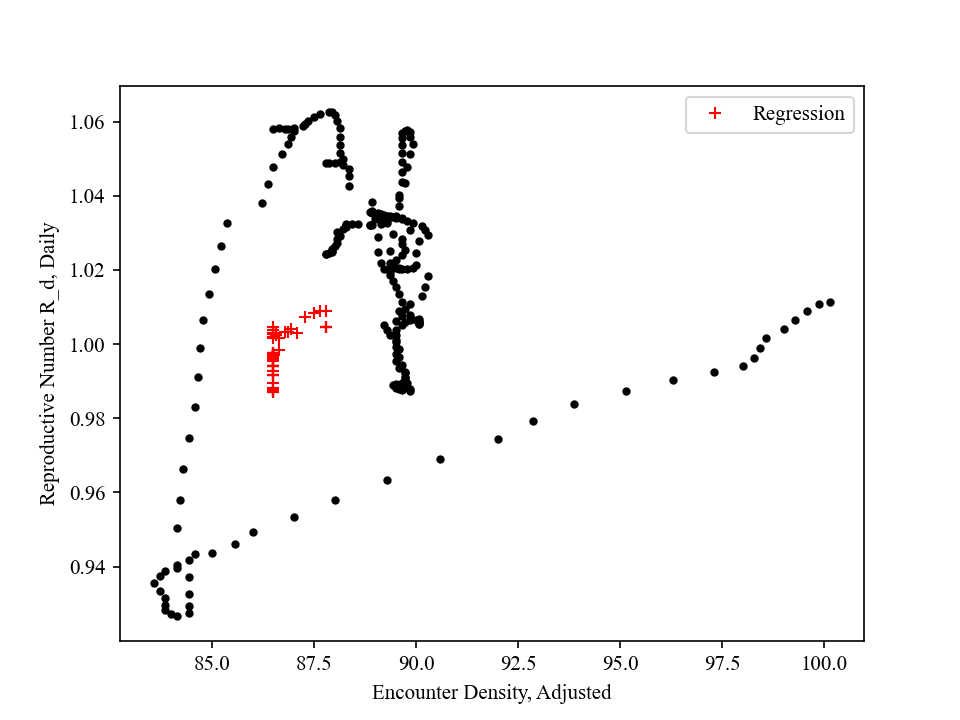 Regression
1.06
1.04
1.02
1.00
0.98
0.96
0.94
Reproductive Number R_d, Daily
85.0 87.5 90.0 92.5 95.0 97.5 100.0
Encounter Density, Adjusted